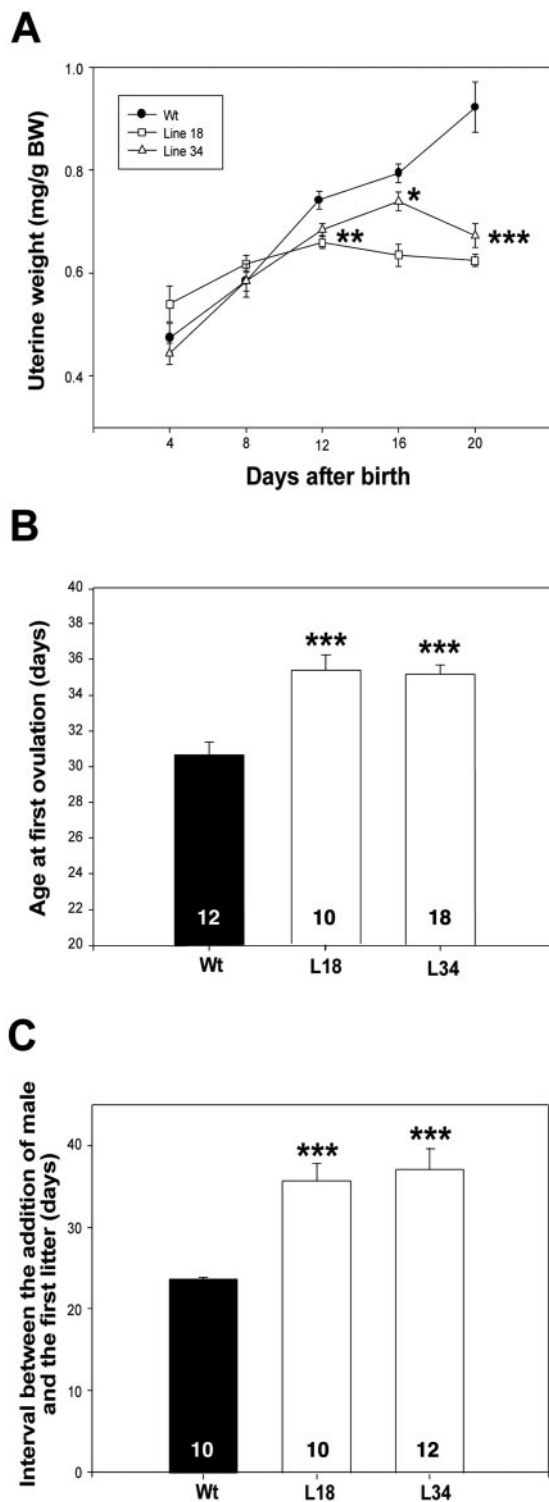 A
Uterine weight (mg/g BW)
1.0
0.8
0.6
0.4
Wt
Line 18
Line 34
**
*
***
4 8 12 16 20
Days after birth
B
Age at first ovulation (days)
40
38
36
34
32
30
28
26
24
22
20
*** ***
12 10 18
Wt L18 L34
C
Interval between the addition of male
and the first litter (days)
40
30
20
10
0
*** ***
10 10 12
Wt L18 L34